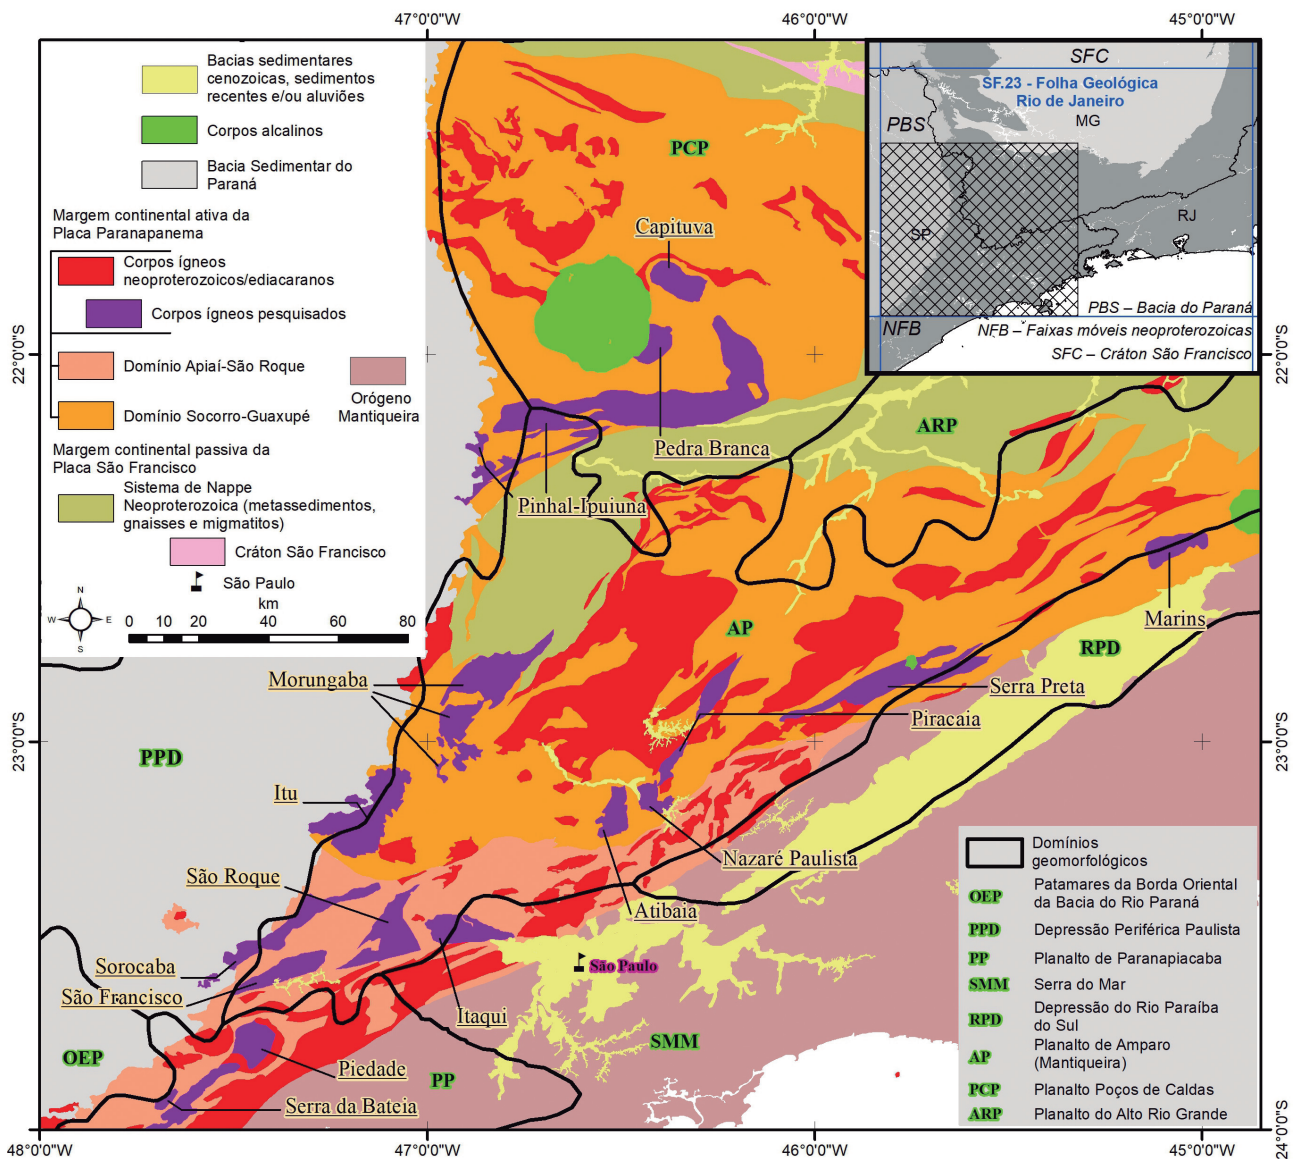 47°0'0"W
46°0'0"W
45°0'0"W
Bacias sedimentares
cenozoicas, sedimentos
recentes e/ou aluviões
Corpos alcalinos
Bacia Sedimentar do
Paraná
Margem continental ativa da
Placa Paranapanema
Corpos ígneos
neoproterozoicos/ediacaranos
Corpos ígneos pesquisados
Domínio Apiaí-São Roque
Orógeno
Mantiqueira
Domínio Socorro-Guaxupé
Margem continental passiva da
Placa São Francisco
Sistema de Nappe
Neoproterozoica (metassedimentos,
gnaisses e migmatitos)
Cráton São Francisco
São Paulo
km
0 10 20 40 60 80
N
W
E
S
SFC
SF.23 - Folha Geológica
Rio de Janeiro
MG
PBS
RJ
SP
PBS – Bacia do Paraná
NFB
NFB – Faixas móveis neoproterozoicas
SFC – Cráton São Francisco
22°0'0"S
22°0'0"S
PCP
Capituva
Pedra Branca
ARP
Pinhal-Ipuiuna
AP
Marins
RPD
Morungaba
Serra Preta
Piracaia
23°0'0"S
23°0'0"S
PPD
Itu
Nazaré Paulista
São Roque
Atibaia
Sorocaba
São Paulo
São Francisco
Itaqui
SMM
OEP
Piedade
PP
Serra da Bateia
Domínios
geomorfológicos
OEP
Patamares da Borda Oriental
da Bacia do Rio Paraná
PPD
Depressão Periférica Paulista
PP
Planalto de Paranapiacaba
SMM
Serra do Mar
RPD
Depressão do Rio Paraíba
do Sul
AP
Planalto de Amparo
(Mantiqueira)
PCP
Planalto Poços de Caldas
ARP
Planalto do Alto Rio Grande
24°0'0"S
48°0'0"W
47°0'0"W
46°0'0"W
45°0'0"W